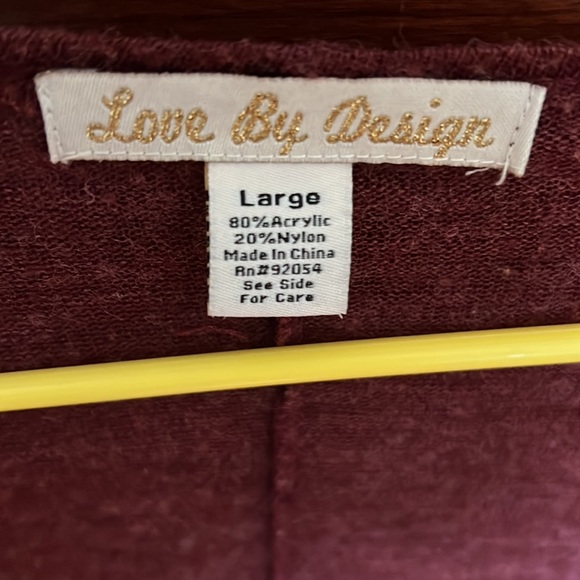 Love By Design
Large
80%Acrylic
20%Nylon
Made In China
Rn#92054
See Side
For Care